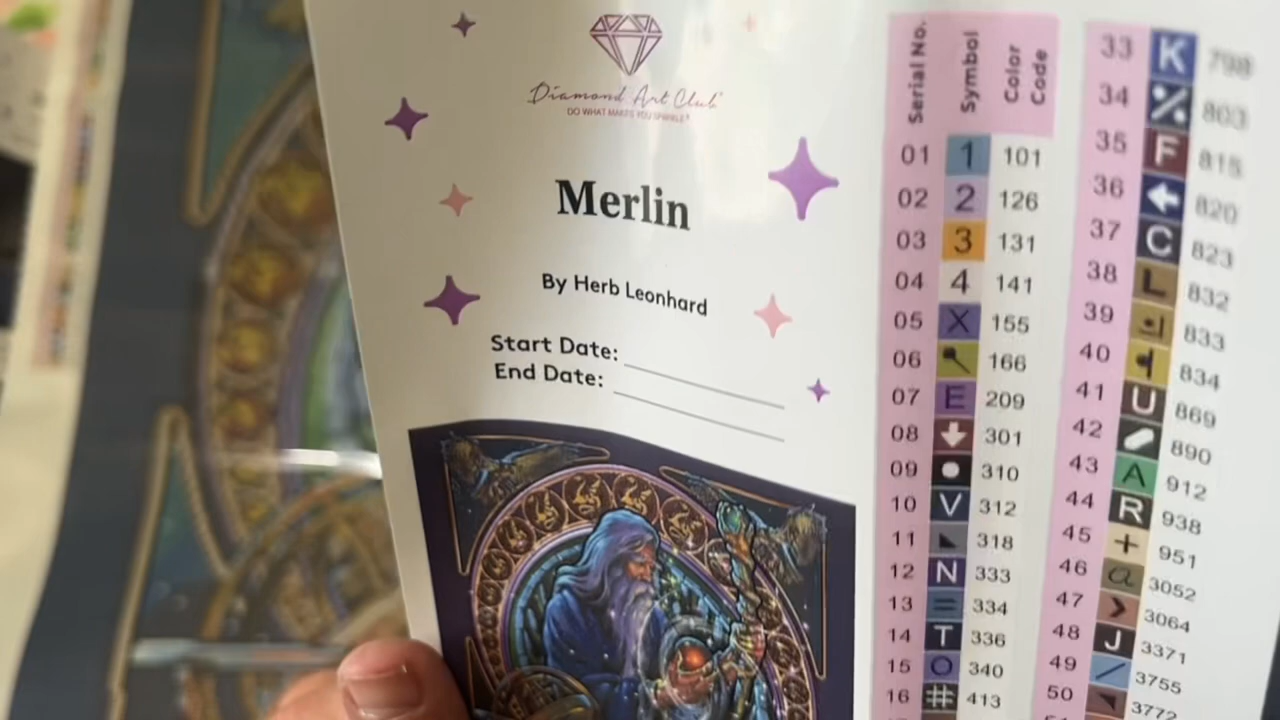 Diamond Art Club
DO WHAT MAKES YOU SPARKLE
Merlin
By Herb Leonhard
Start Date:
End Date:
Serial No. Symbol Color Code
01 1 101
02 2 126
03 3 131
04 4 141
05 X 155
06 166
07 E 209
08 301
09 310
10 V 312
11 318
12 N 333
13 = 334
14 T 336
15 O 340
16 # 413
33 K 798
34 803
35 F 815
36 820
37 C 823
38 L 832
39 833
40 834
41 U 869
42 890
43 A 912
44 R 938
45 + 951
46 a 3052
47 3064
48 J 3371
49 / 3755
50 3772